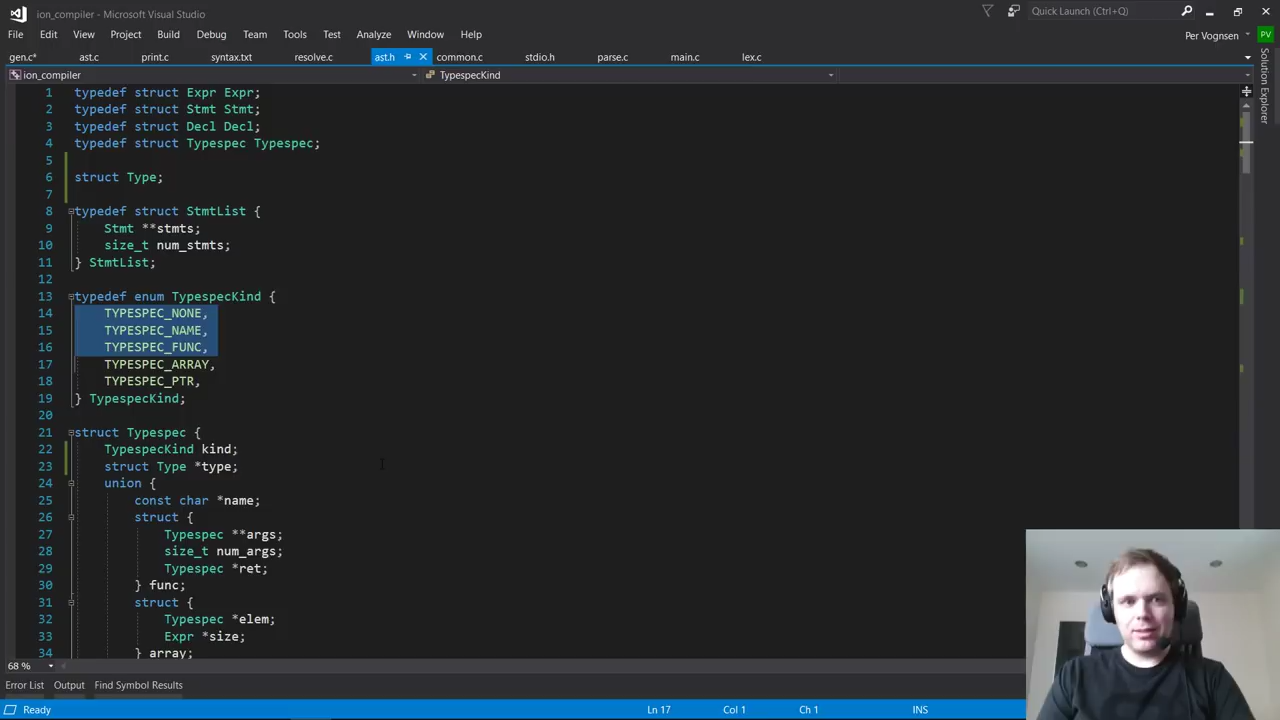 ion_compiler - Microsoft Visual Studio
Quick Launch (Ctrl+Q)
File Edit View Project Build Debug Team Tools Test Analyze Window Help
Per Vognsen PV
gen.c* ast.c print.c syntax.txt resolve.c ast.h common.c stdio.h parse.c main.c lex.c
ion_compiler TypespecKind
Solution Explorer
1 typedef struct Expr Expr;
2 typedef struct Stmt Stmt;
3 typedef struct Decl Decl;
4 typedef struct Typespec Typespec;
5
6 struct Type;
7
8 typedef struct StmtList {
9 Stmt **stmts;
10 size_t num_stmts;
11 } StmtList;
12
13 typedef enum TypespecKind {
14 TYPESPEC_NONE,
15 TYPESPEC_NAME,
16 TYPESPEC_FUNC,
17 TYPESPEC_ARRAY,
18 TYPESPEC_PTR,
19 } TypespecKind;
20
21 struct Typespec {
22 TypespecKind kind;
23 struct Type *type;
24 union {
25 const char *name;
26 struct {
27 Typespec **args;
28 size_t num_args;
29 Typespec *ret;
30 } func;
31 struct {
32 Typespec *elem;
33 Expr *size;
34 } array;
68 %
Error List Output Find Symbol Results
Ready Ln 17 Col 1 Ch 1 INS